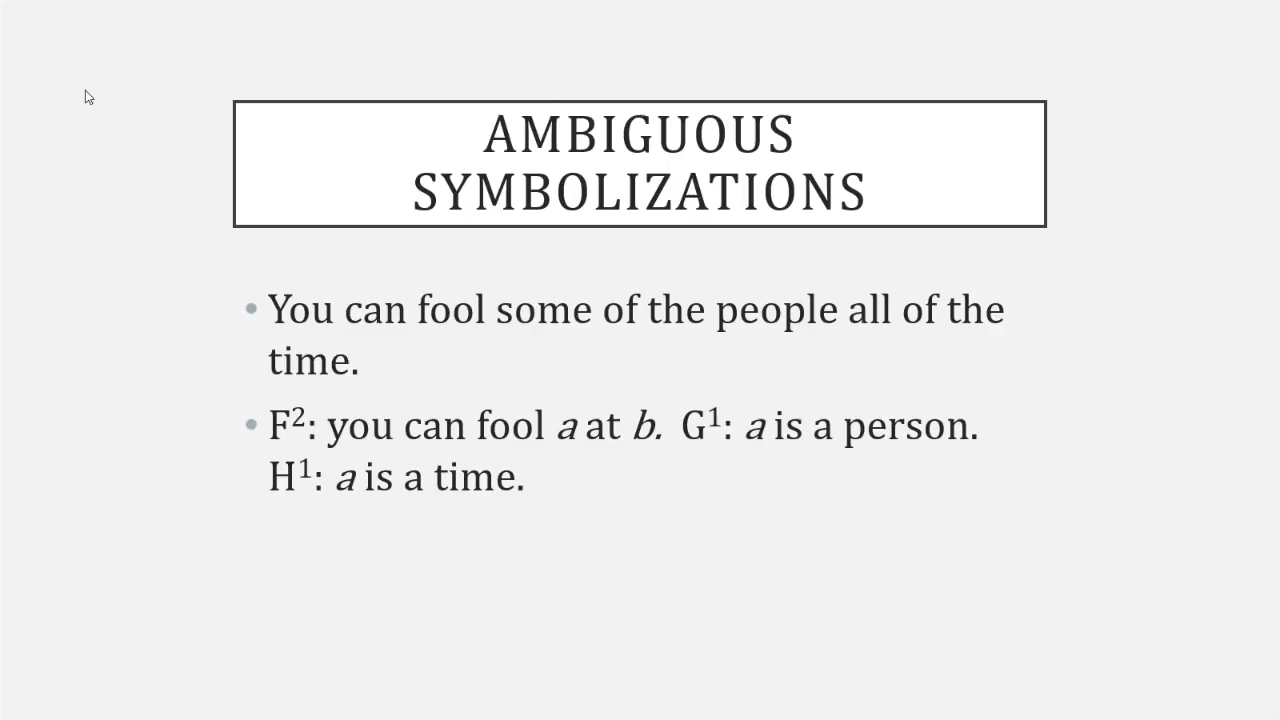 AMBIGUOUS
SYMBOLIZATIONS
• You can fool some of the people all of the
time.
• F²: you can fool a at b. G¹: a is a person.
H¹: a is a time.